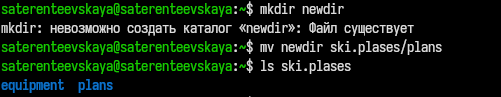 saterenteevskaya@saterenteevskaya:~$ mkdir newdir
mkdir: невозможно создать каталог «newdir»: Файл существует
saterenteevskaya@saterenteevskaya:~$ mv newdir ski.plases/plans
saterenteevskaya@saterenteevskaya:~$ ls ski.plases
equipment  plans